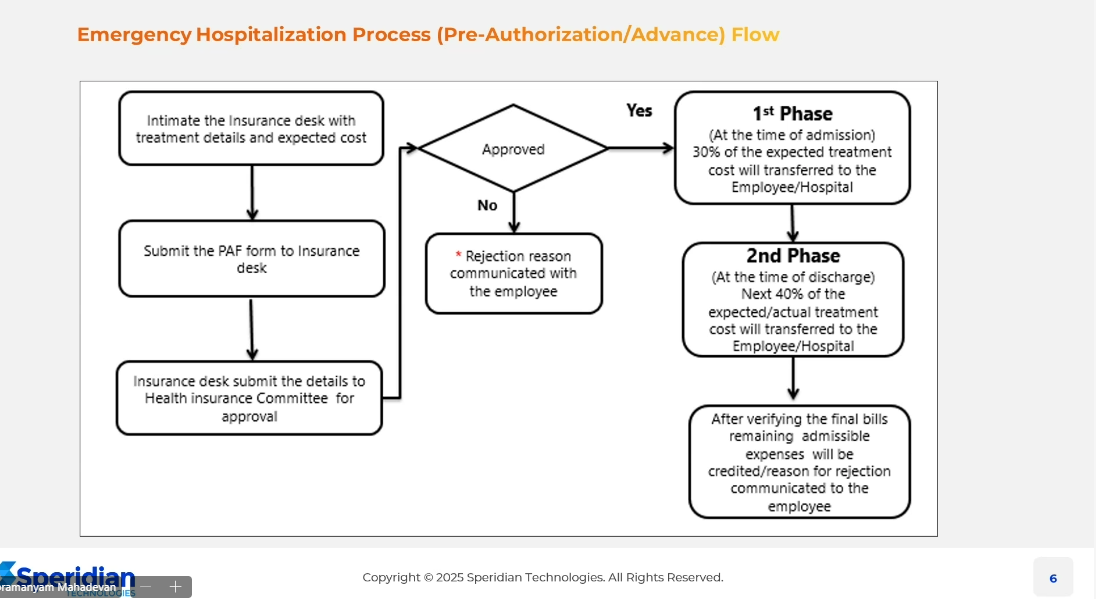 Emergency Hospitalization Process (Pre-Authorization/Advance) Flow
Intimate the Insurance desk with
treatment details and expected cost
Submit the PAF form to Insurance
desk
Insurance desk submit the details to
Health insurance Committee for
approval
Approved
Yes
No
* Rejection reason
communicated with
the employee
1st Phase
(At the time of admission)
30% of the expected treatment
cost will transferred to the
Employee/Hospital
2nd Phase
(At the time of discharge)
Next 40% of the
expected/actual treatment
cost will transferred to the
Employee/Hospital
After verifying the final bills
remaining admissible
expenses will be
credited/reason for rejection
communicated to the
employee
Speridian
TECHNOLOGIES
ramanyam Mahadevan
Copyright © 2025 Speridian Technologies. All Rights Reserved.
6